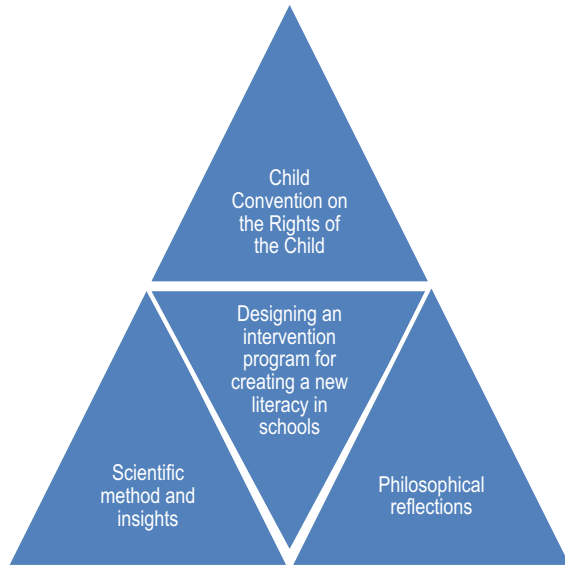 Child
Convention on
the Rights of
the Child
Designing an
intervention
program for
creating a new
literacy in
schools
Scientific
method and
insights
Philosophical
reflections